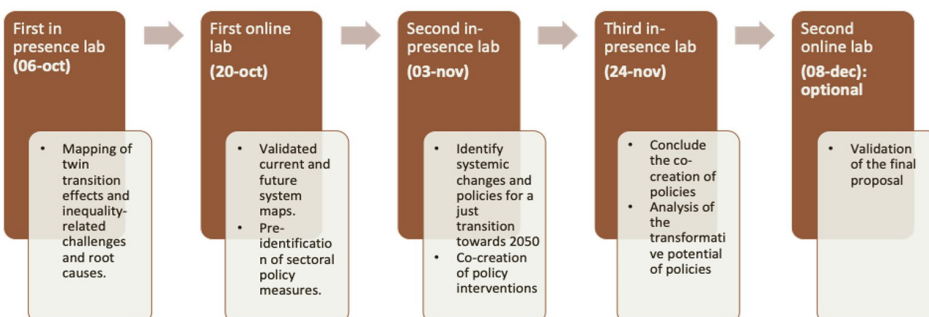 First in
presence lab
(06-oct)
• Mapping of
twin
transition
effects and
inequality-
related
challenges
and root
causes.
First online
lab
(20-oct)
• Validated
current and
future
system
maps.
• Pre-
identificatio
n of sectoral
policy
measures.
Second in-
presence lab
(03-nov)
• Identify
systemic
changes and
policies for a
just
transition
towards 2050
• Co-creation
of policy
interventions
Third in-
presence lab
(24-nov)
• Conclude
the co-
creation of
policies
• Analysis of
the
transformati
ve potential
of policies
Second
online lab
(08-dec):
optional
• Validation
of the final
proposal